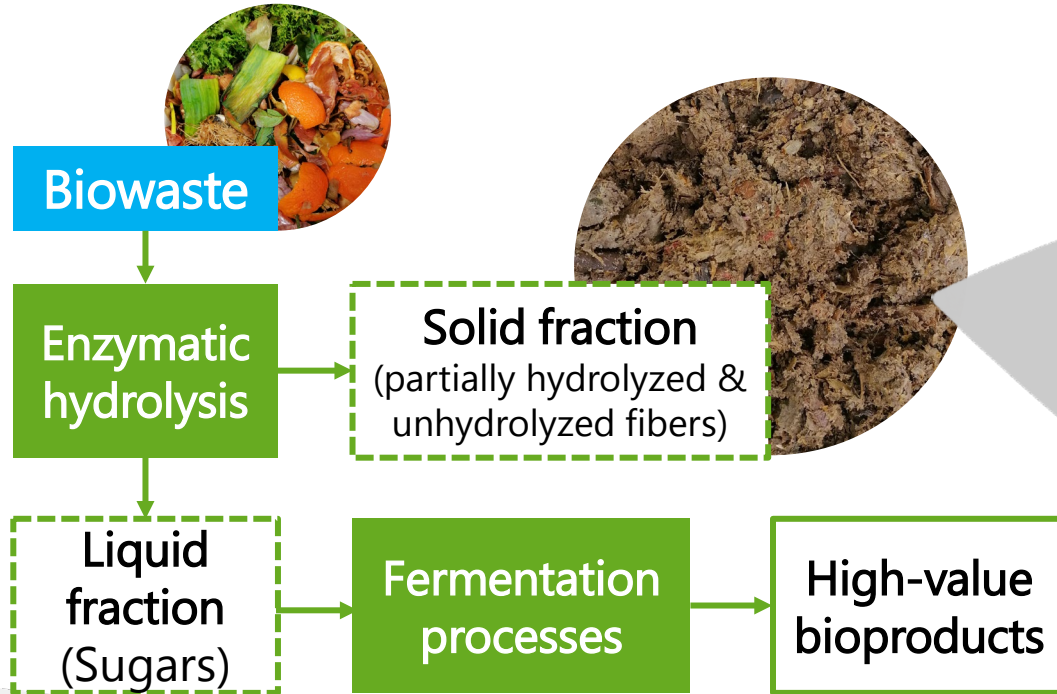 Biowaste
Enzymatic
hydrolysis
Solid fraction
(partially hydrolyzed &
unhydrolyzed fibers)
Liquid
fraction
(Sugars)
Fermentation
processes
High-value
bioproducts